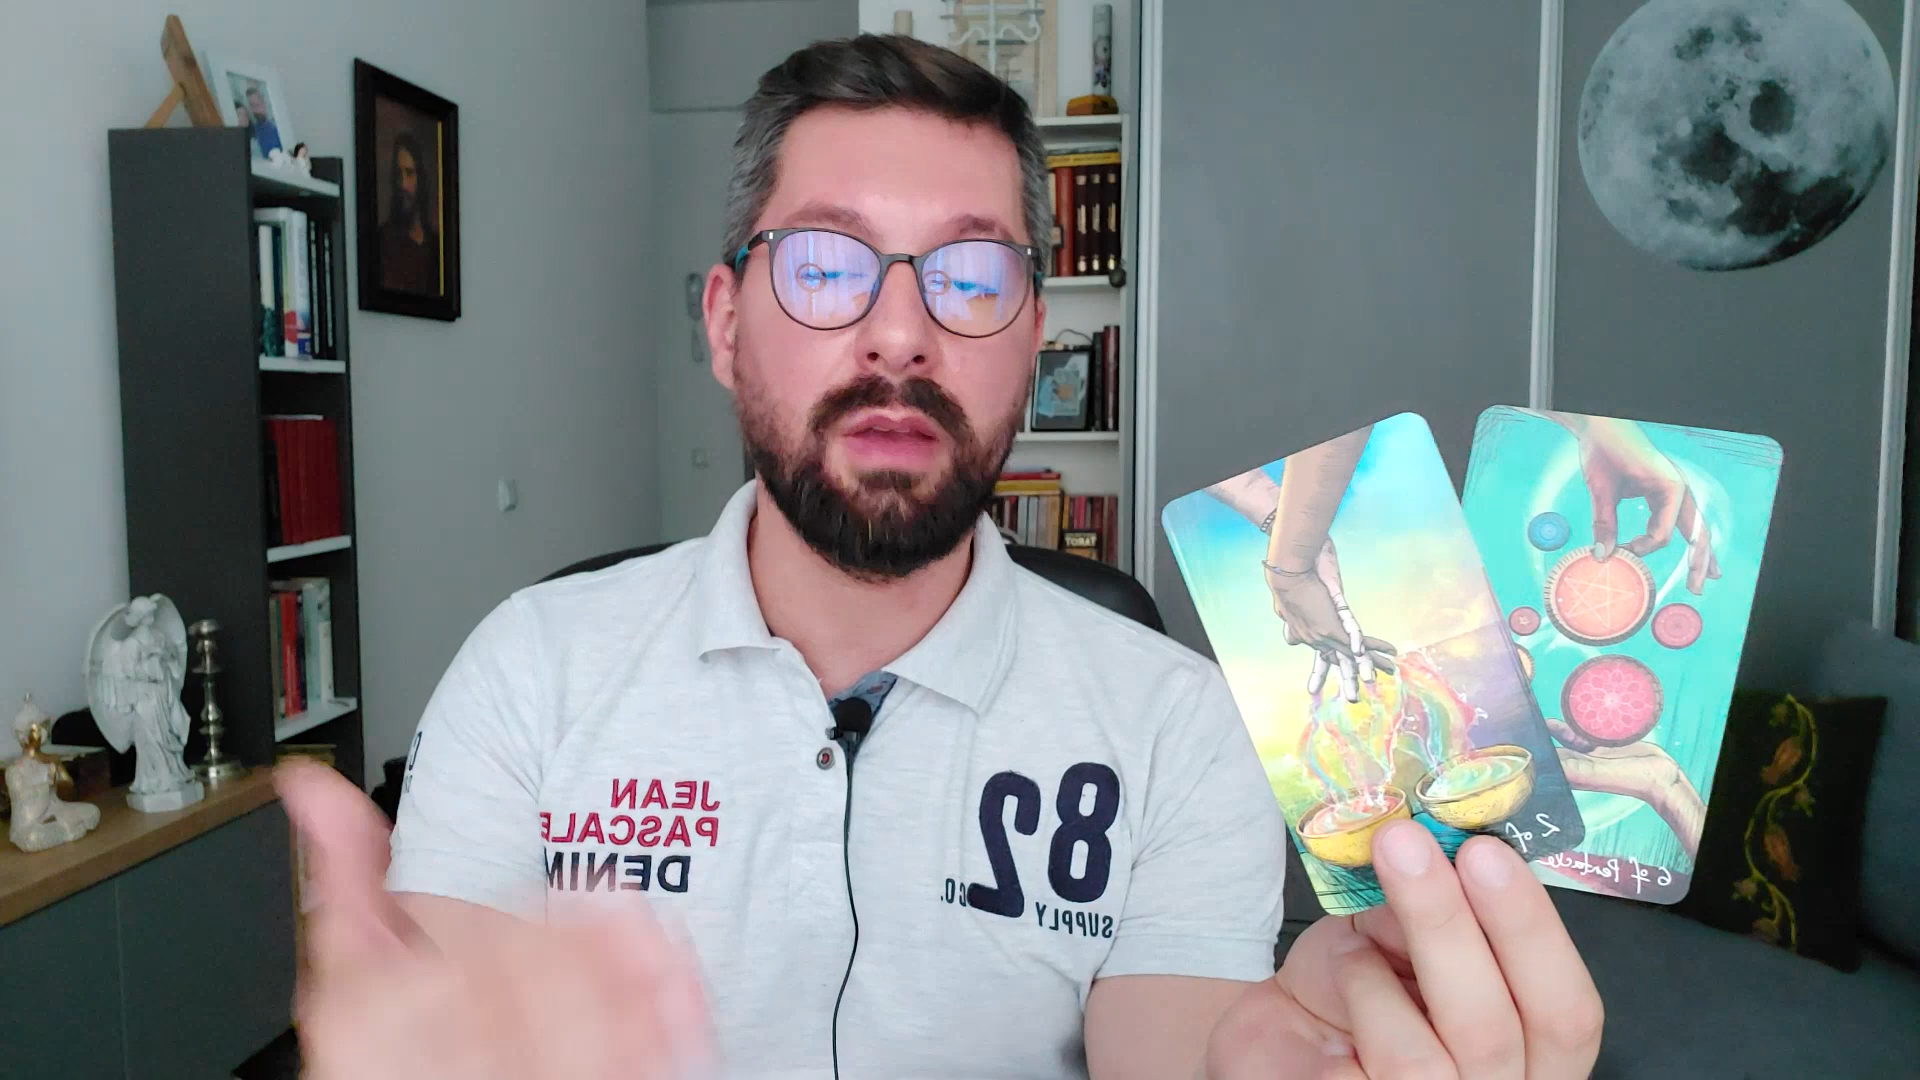 JEAN
PASCALE
DENIM
82
SUPPLY CO.
2 of
6 of Pentacles
TAROT